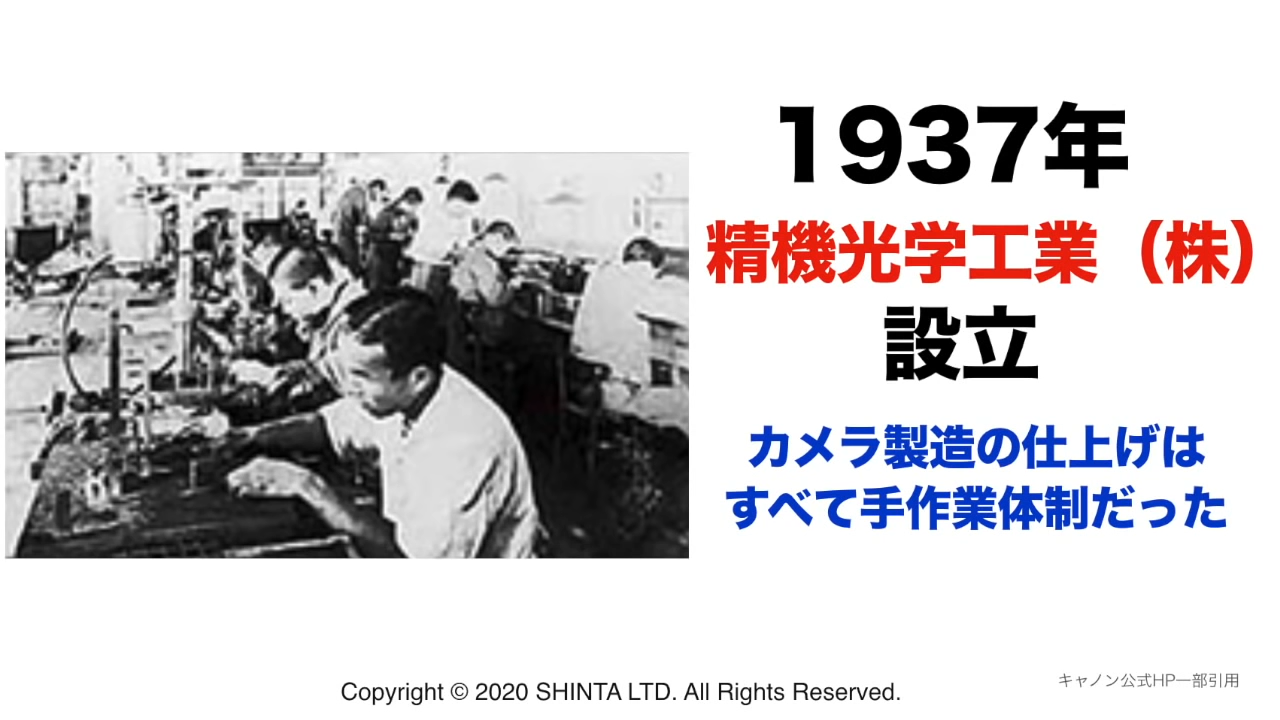 1937年
精機光学工業（株）
設立
カメラ製造の仕上げは
すべて手作業体制だった
キャノン公式HP一部引用
Copyright © 2020 SHINTA LTD. All Rights Reserved.